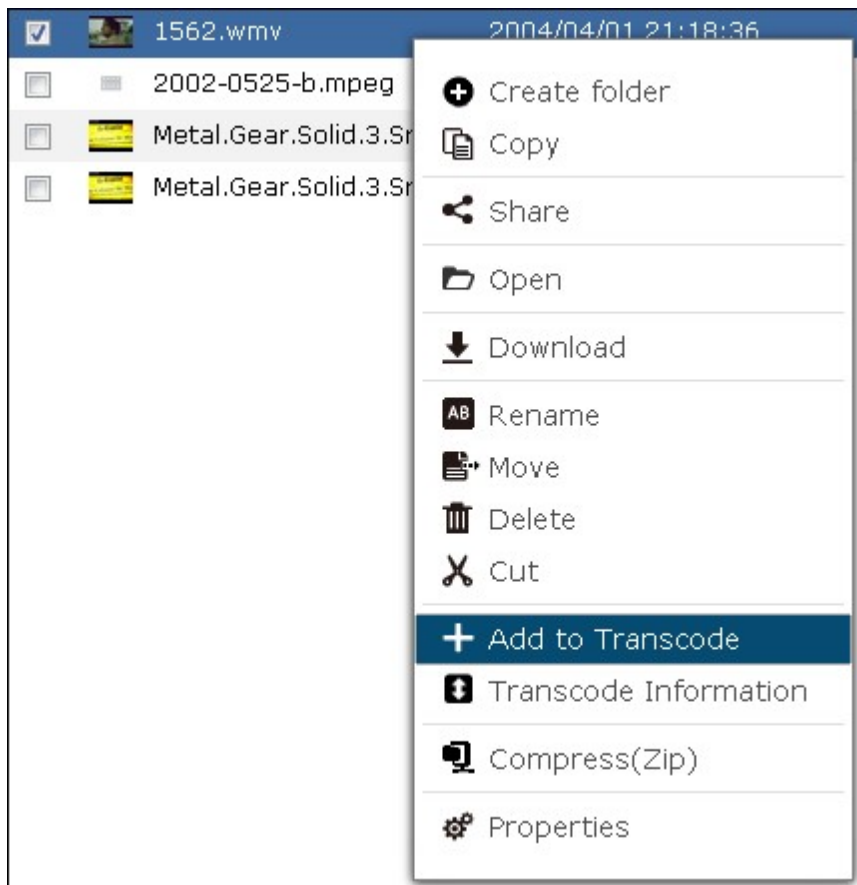 1562.wmv 2004/04/01 21:18:36
2002-0525-b.mpeg
Metal.Gear.Solid.3.Sr
Metal.Gear.Solid.3.Sr
Create folder
Copy
Share
Open
Download
AB Rename
Move
Delete
Cut
Add to Transcode
Transcode Information
Compress(Zip)
Properties